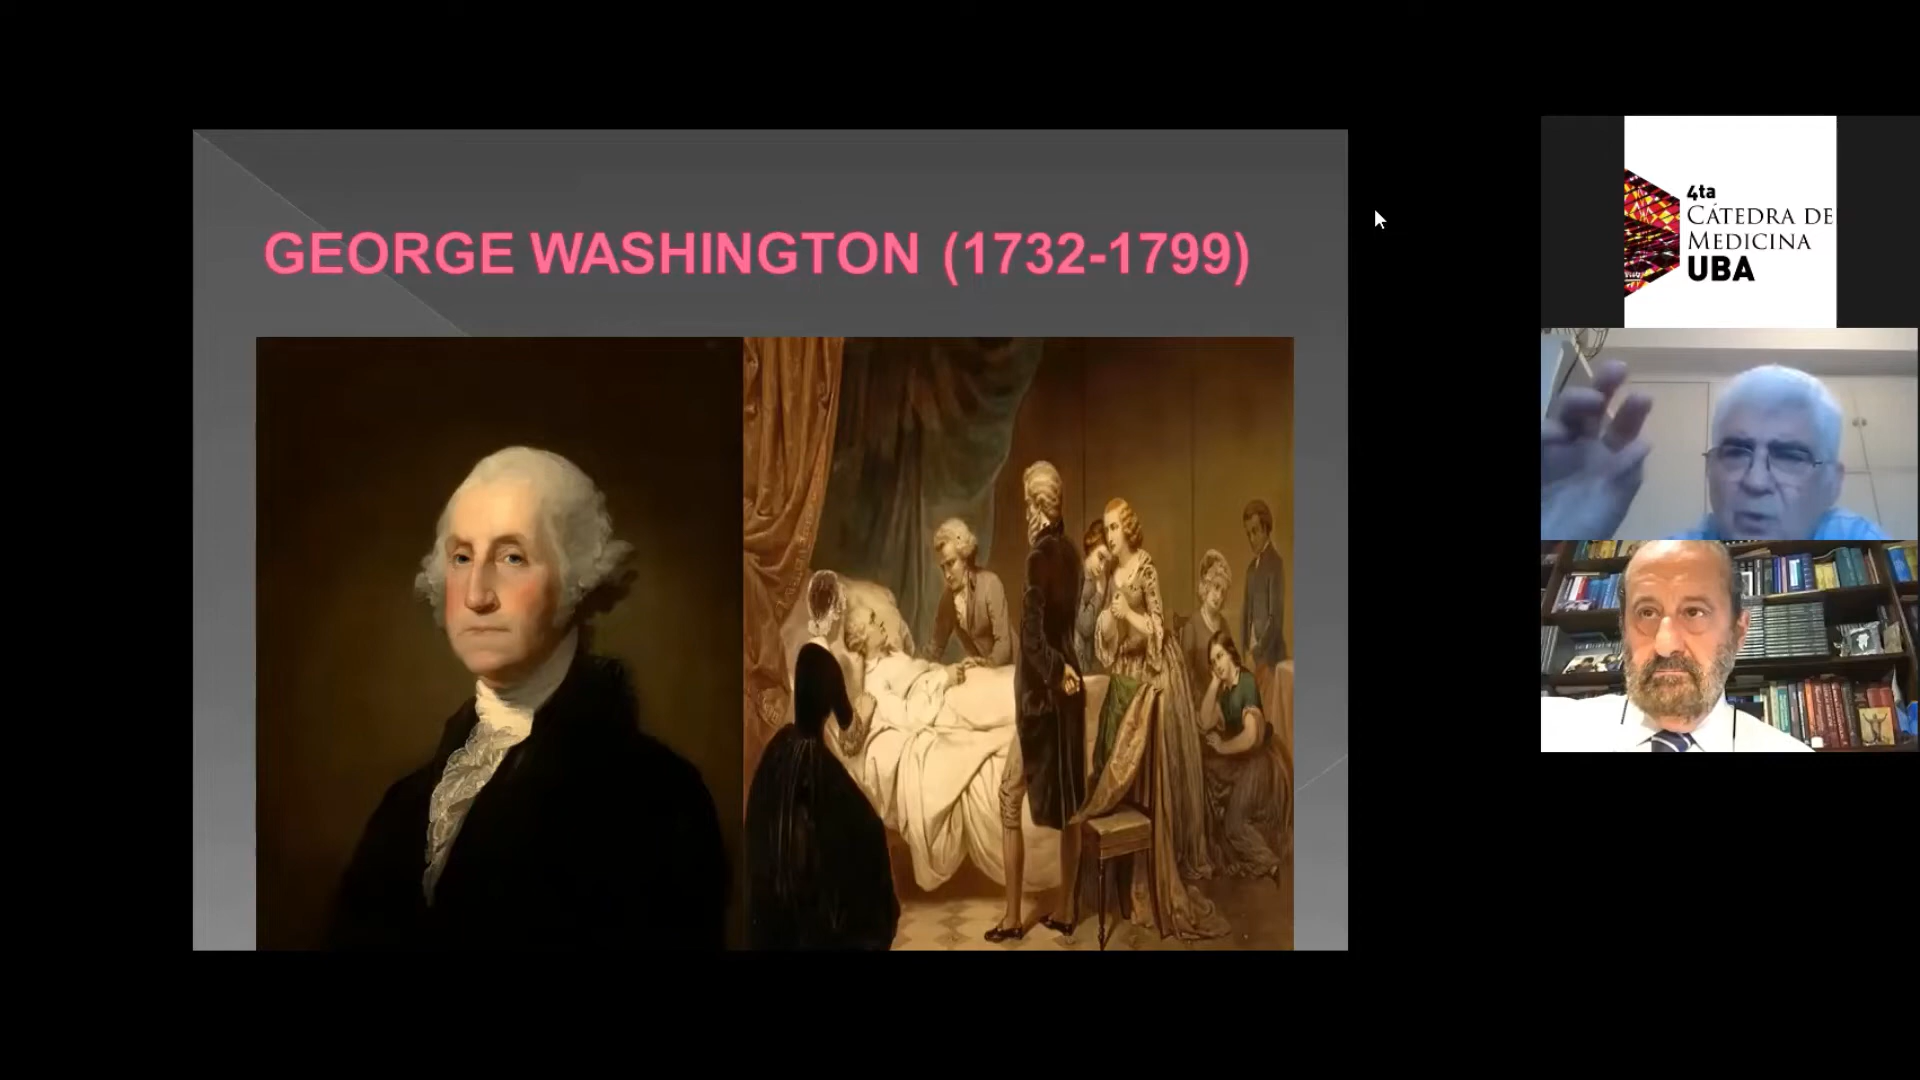 GEORGE WASHINGTON (1732-1799)
4ta
CÁTEDRA DE
MEDICINA
UBA